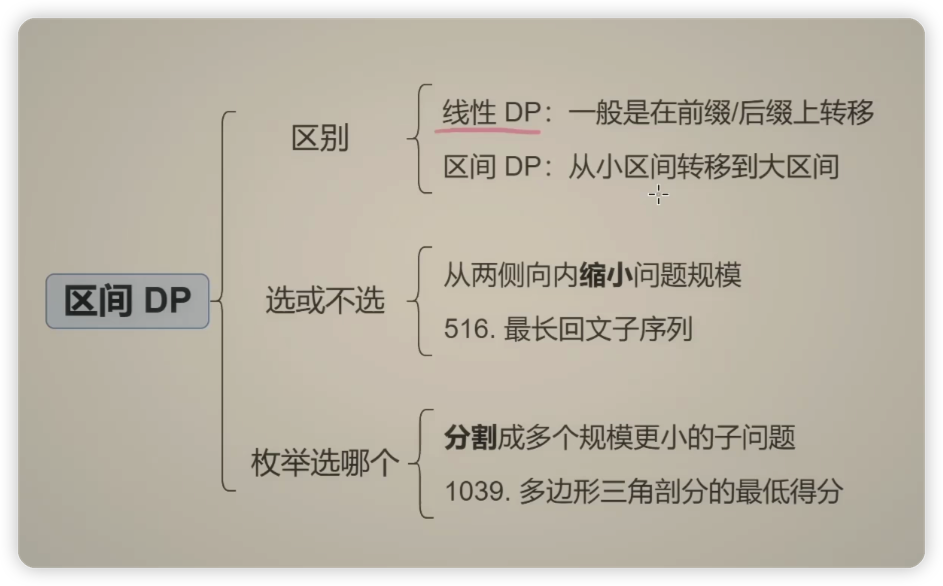 区间 DP
区别
线性 DP：一般是在前缀/后缀上转移
区间 DP：从小区间转移到大区间
选或不选
从两侧向内缩小问题规模
516. 最长回文子序列
枚举选哪个
分割成多个规模更小的子问题
1039. 多边形三角剖分的最低得分